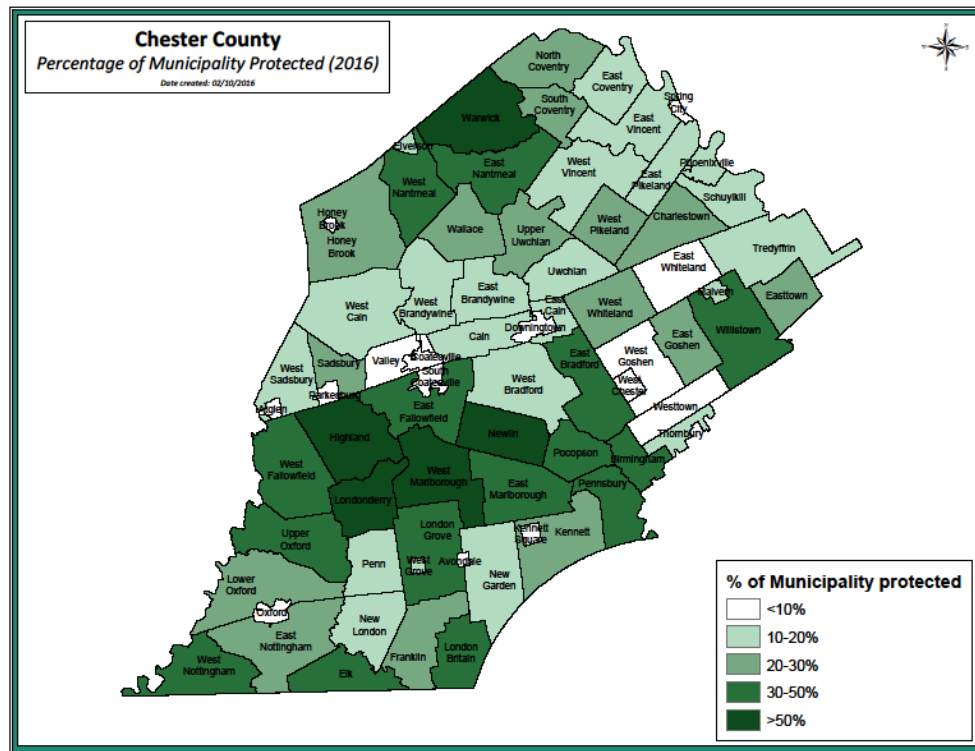 Chester County
Percentage of Municipality Protected (2016)
Date created: 02/10/2016
North
Coventry
East
Coventry
Spring
City
South
Coventry
Warwick
East
Vincent
Elverson
East
Nantmeal
West
Vincent
Phoenixville
West
Nantmeal
East
Pikeland
Schuylkill
Honey
Brook
Honey
Brook
Wallace
Upper
Uwchlan
West
Pikeland
Charlestown
Tredyffrin
East
Whiteland
Uwchlan
West
Caln
West
Brandywine
East
Brandywine
East
Caln
West
Whiteland
Malvern
Easttown
Willistown
Downingtown
Caln
East
Goshen
West
Goshen
East
Bradford
Valley
Coatesville
South
Coatesville
Sadsbury
West
Sadsbury
Parkesburg
West
Bradford
West
Chester
Westtown
Atglen
East
Fallowfield
Thornbury
Highland
Newlin
Pocopson
Birmingham
West
Fallowfield
West
Marlborough
East
Marlborough
Pennsbury
Londonderry
Upper
Oxford
London
Grove
Kennett
Square
Kennett
Penn
West
Grove
Avondale
New
Garden
Lower
Oxford
Oxford
New
London
East
Nottingham
London
Britain
Franklin
West
Nottingham
Elk
% of Municipality protected
<10%
10-20%
20-30%
30-50%
>50%